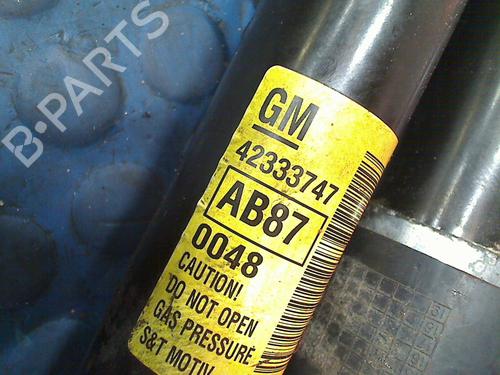 B-PARTS
GM
42333747
AB87
0048
CAUTION!
DO NOT OPEN
GAS PRESSURE
S&T MOTIV